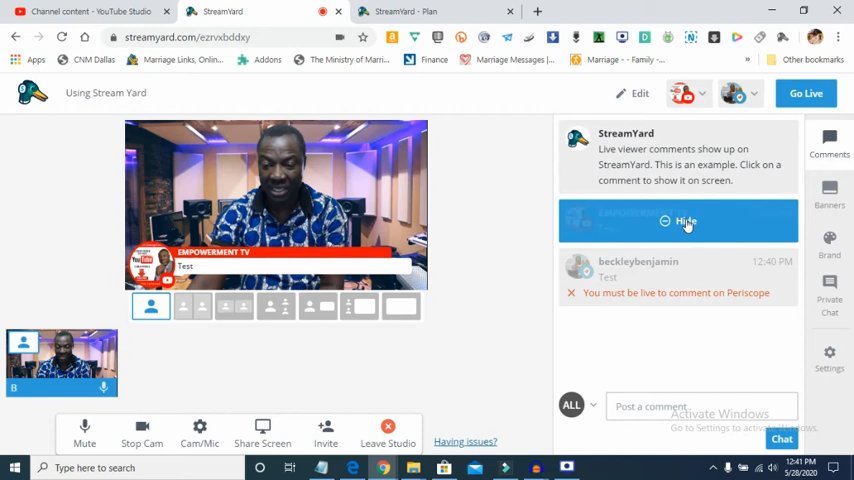 Channel content - YouTube Studio
StreamYard
StreamYard - Plan
streamyard.com/ezrvxbddxy
Apps
CNM Dallas
Marriage Links, Onlin...
Addons
The Ministry of Marri...
Finance
Marriage Messages |...
Marriage - - Family -...
Other bookmarks
Using Stream Yard
Edit
Go Live
StreamYard
Live viewer comments show up on
StreamYard. This is an example. Click on a
comment to show it on screen.
Hide
beckleybenjamin
12:40 PM
Test
You must be live to comment on Periscope
Comments
Banners
Brand
Private
Chat
Settings
EMPOWERMENT TV
Test
YouTube
B
ALL
Post a comment
Activate Windows
Go to Settings to activate Windows.
Chat
Mute
Stop Cam
Cam/Mic
Share Screen
Invite
Leave Studio
Having issues?
Type here to search
12:41 PM
5/28/2020